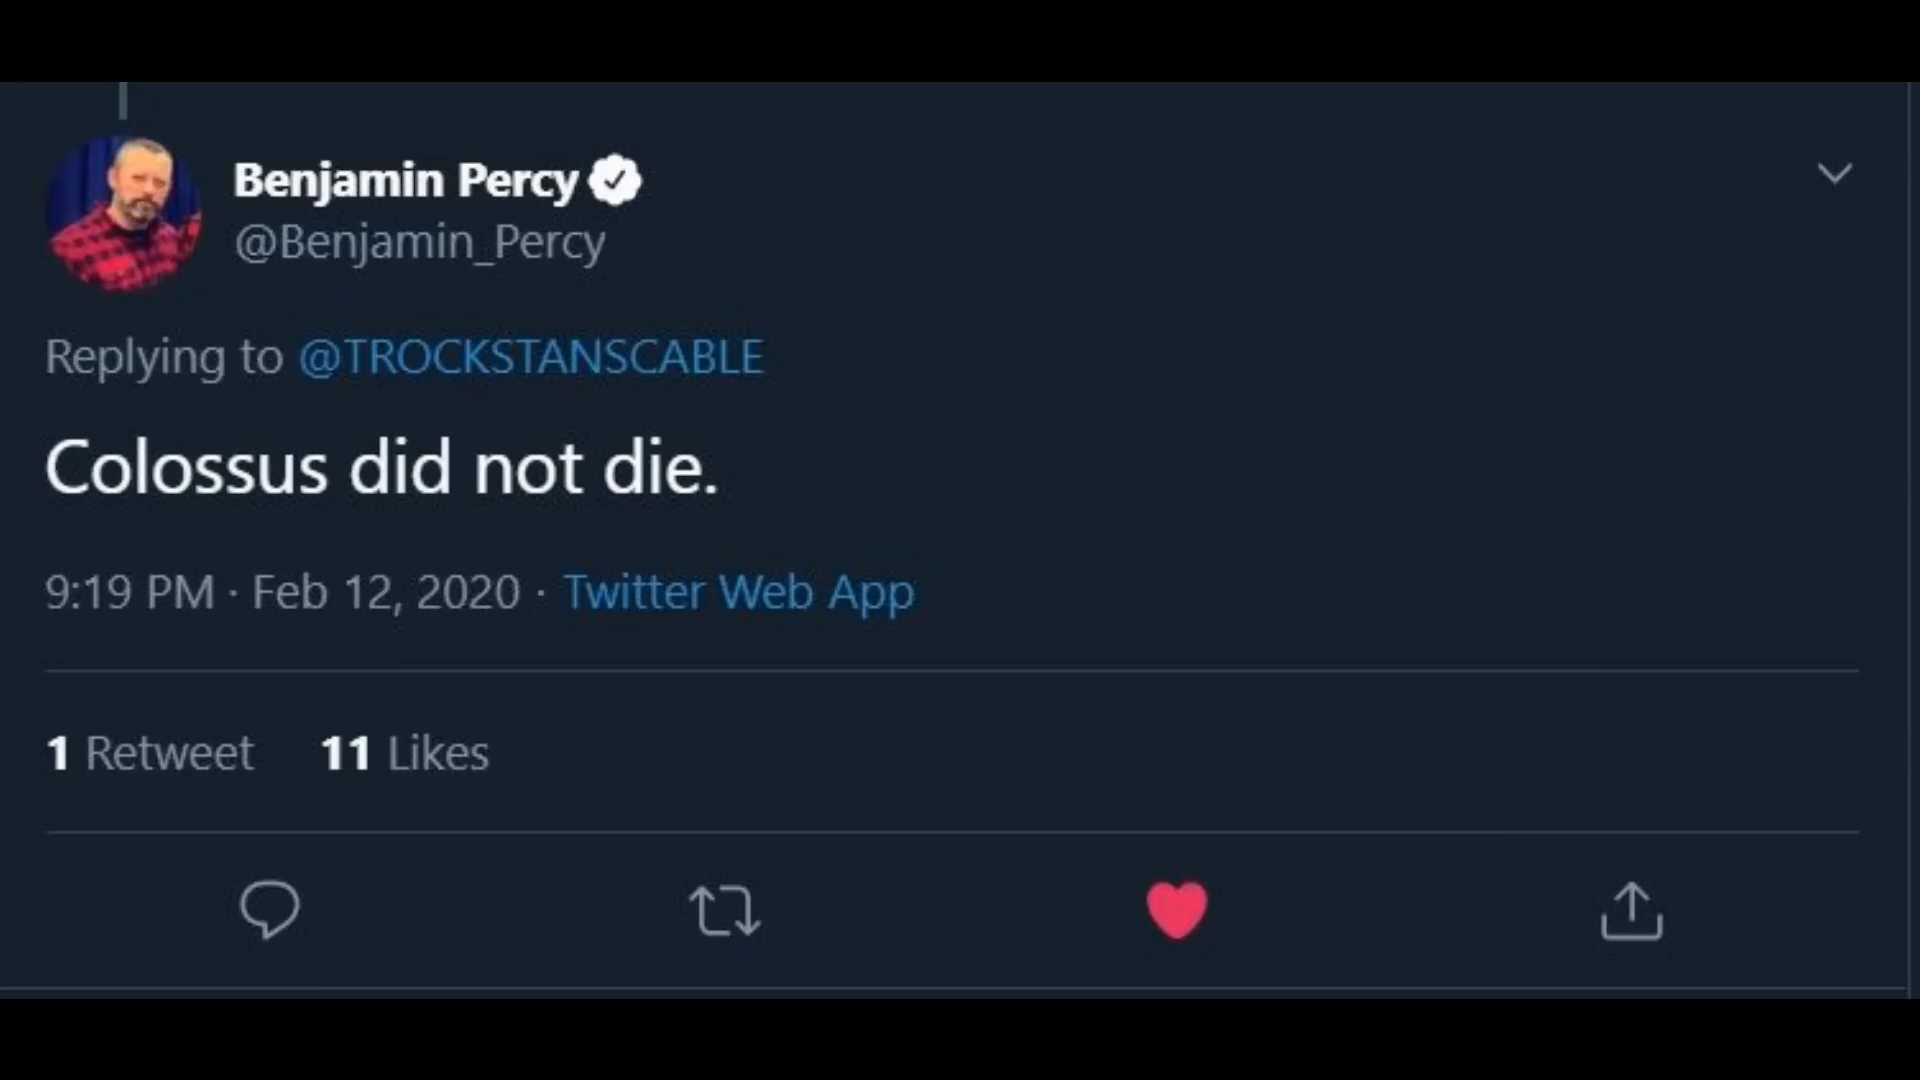 Benjamin Percy
@Benjamin_Percy
Replying to @TROCKSTANSCABLE
Colossus did not die.
9:19 PM · Feb 12, 2020 · Twitter Web App
1 Retweet 11 Likes